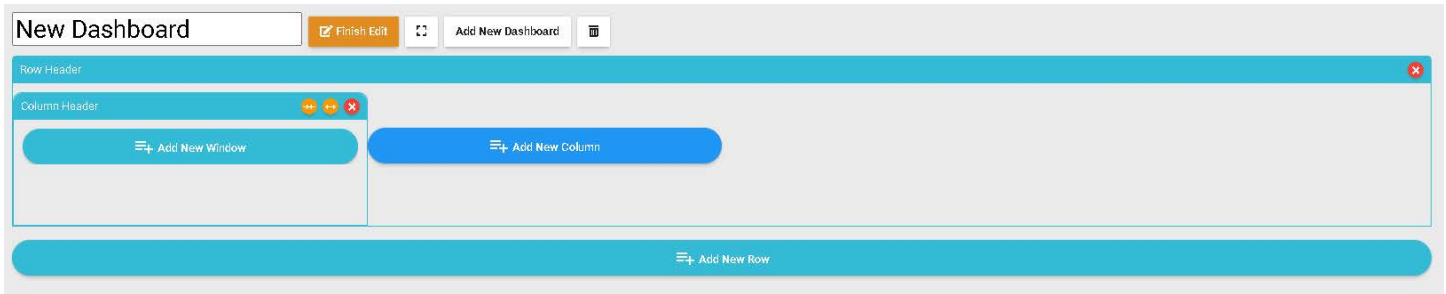 New Dashboard
Finish Edit
Add New Dashboard
Row Header
Column Header
Add New Window
Add New Column
Add New Row